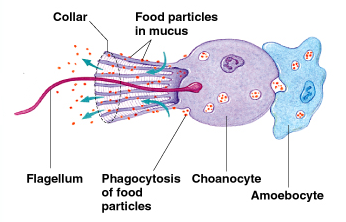 Collar
Food particles
in mucus
Flagellum
Phagocytosis
of food
particles
Choanocyte
Amoebocyte